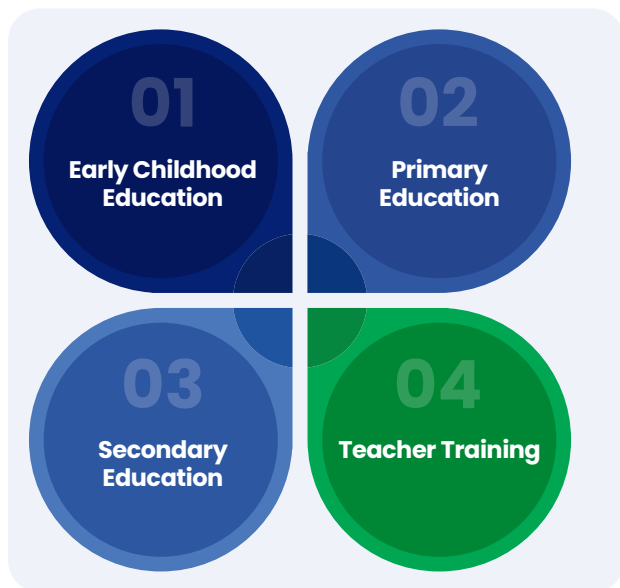 01
Early Childhood
Education
02
Primary
Education
03
Secondary
Education
04
Teacher Training